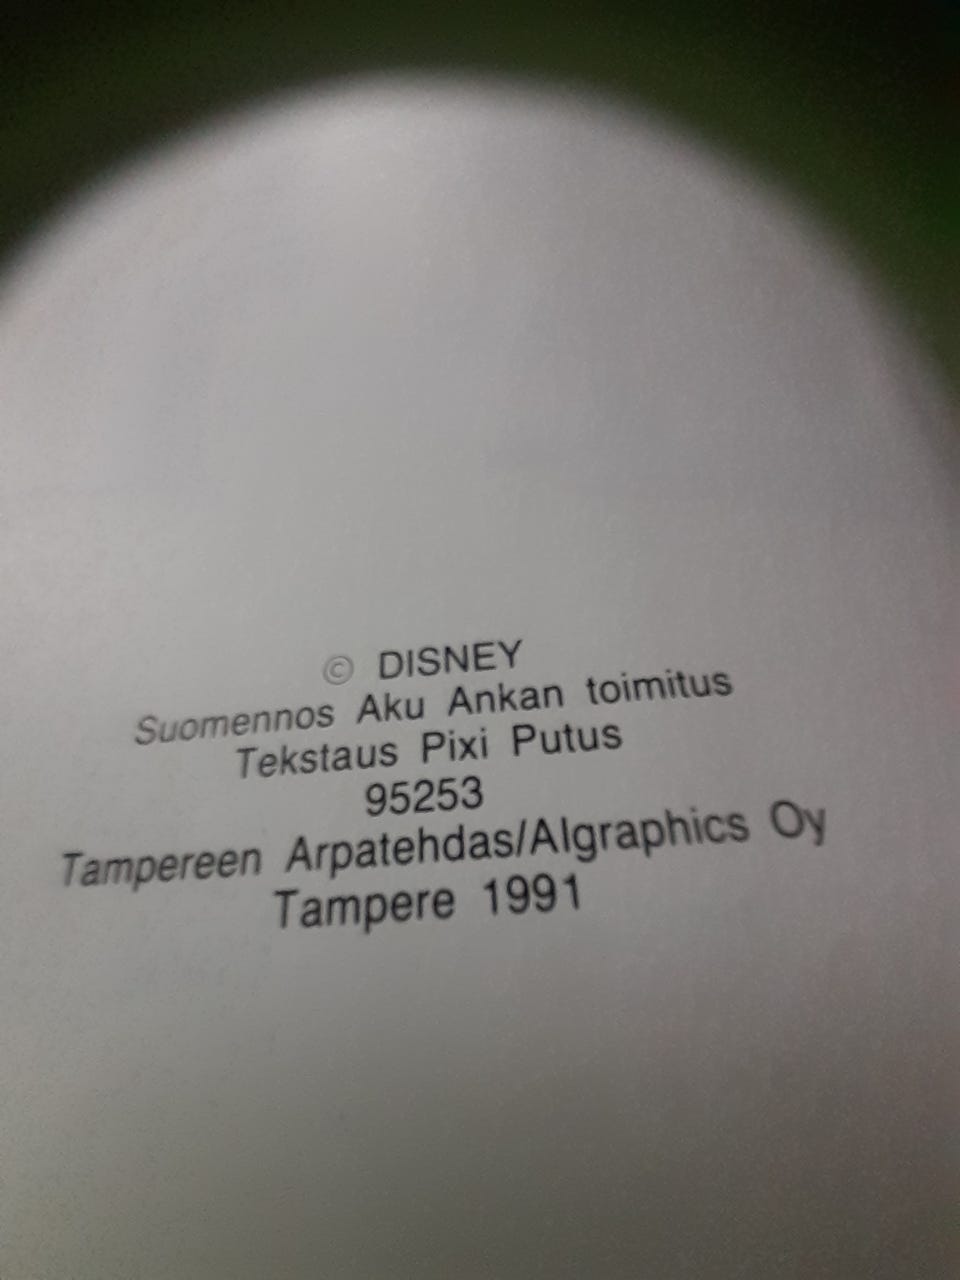 © DISNEY
Suomennos Aku Ankan toimitus
Tekstaus Pixi Putus
95253
Tampereen Arpatehdas/Algraphics Oy
Tampere 1991